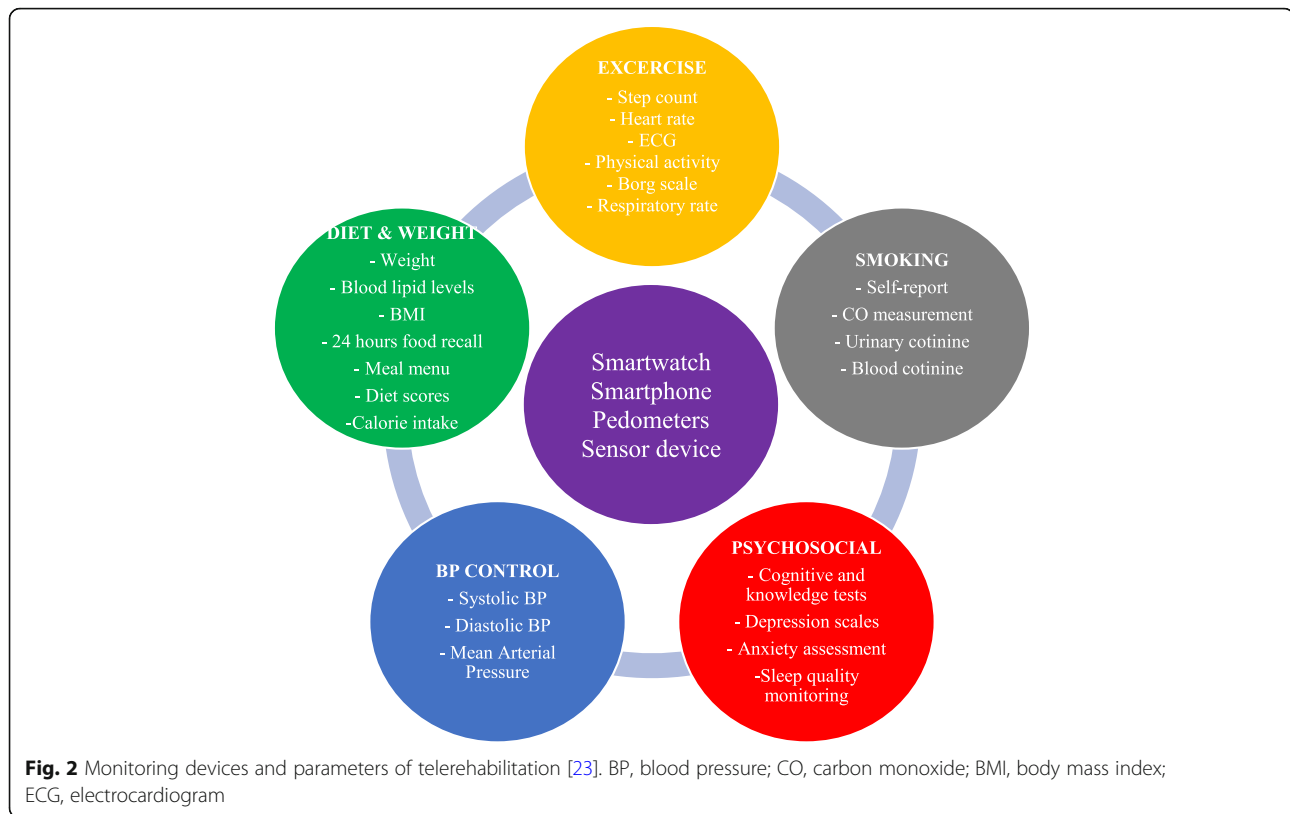 EXCERCISE
- Step count
- Heart rate
- ECG
- Physical activity
- Borg scale
- Respiratory rate
DIET & WEIGHT
- Weight
- Blood lipid levels
- BMI
- 24 hours food recall
- Meal menu
- Diet scores
-Calorie intake
SMOKING
- Self-report
- CO measurement
- Urinary cotinine
- Blood cotinine
Smartwatch
Smartphone
Pedometers
Sensor device
BP CONTROL
- Systolic BP
- Diastolic BP
- Mean Arterial
Pressure
PSYCHOSOCIAL
- Cognitive and
knowledge tests
- Depression scales
- Anxiety assessment
-Sleep quality
monitoring
Fig. 2 Monitoring devices and parameters of telerehabilitation [23]. BP, blood pressure; CO, carbon monoxide; BMI, body mass index;
ECG, electrocardiogram